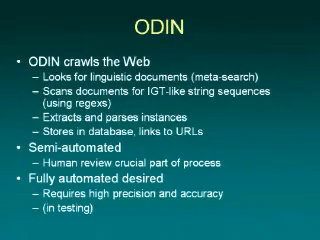 ODIN
• ODIN crawls the Web
– Looks for linguistic documents (meta-search)
– Scans documents for IGT-like string sequences
(using regexs)
– Extracts and parses instances
– Stores in database, links to URLs
• Semi-automated
– Human review crucial part of process
• Fully automated desired
– Requires high precision and accuracy
– (in testing)